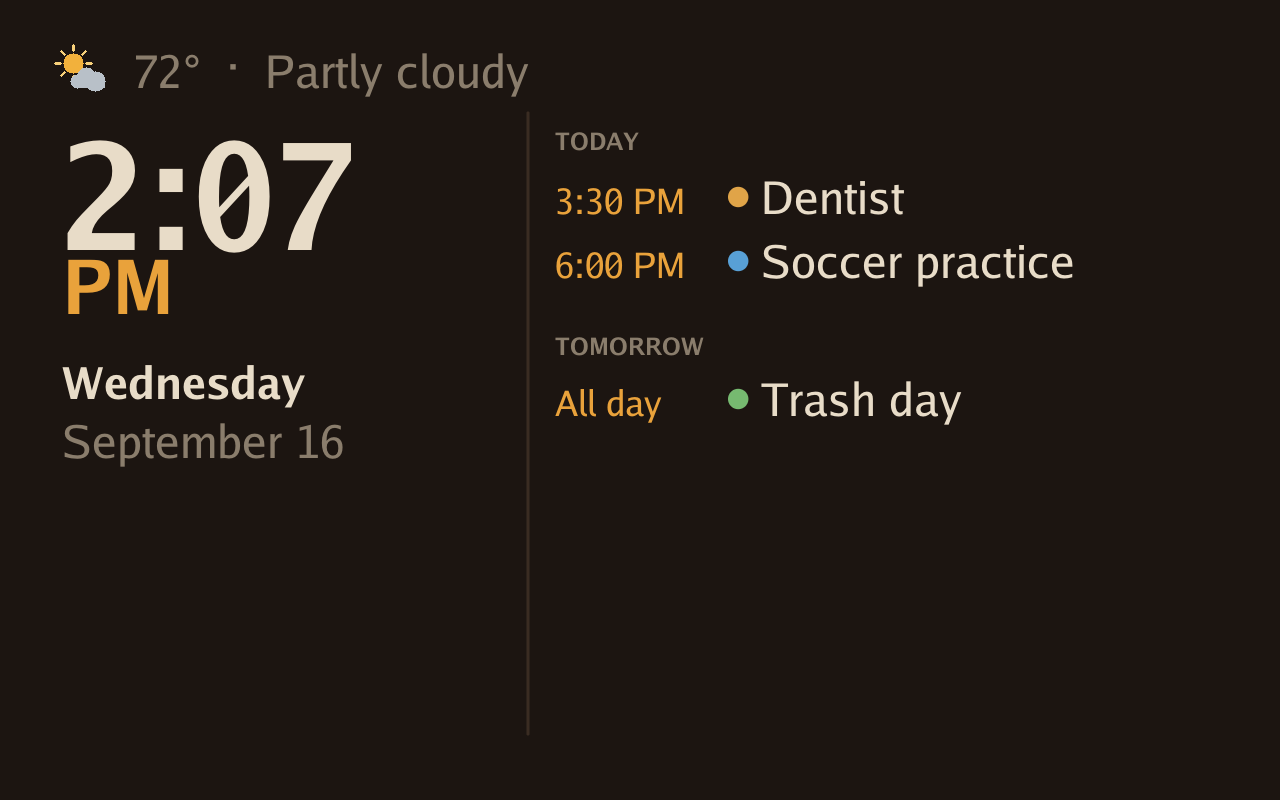 72° · Partly cloudy
2:07
PM
Wednesday
September 16
TODAY
3:30 PM Dentist
6:00 PM Soccer practice
TOMORROW
All day Trash day